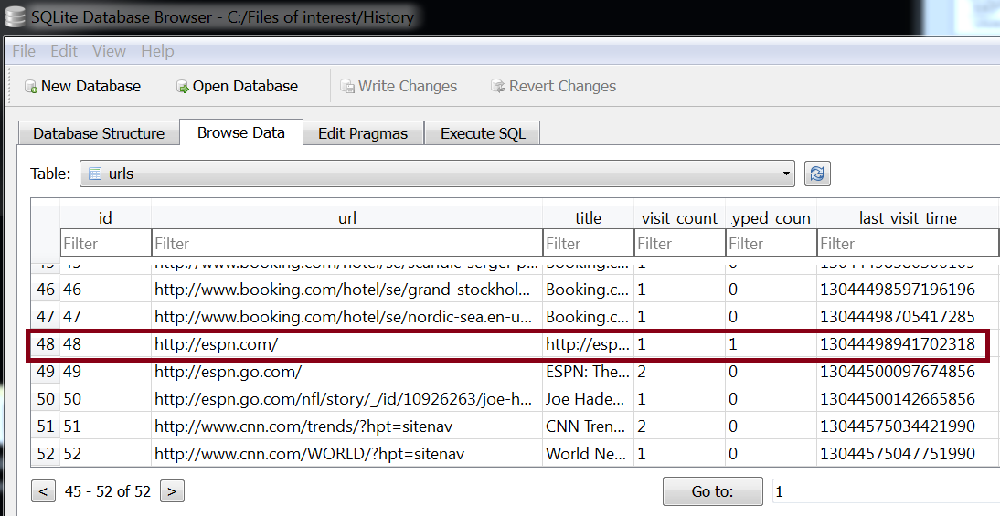 SQLite Database Browser - C:/Files of interest/History
File Edit View Help
New Database Open Database Write Changes Revert Changes
Database Structure Browse Data Edit Pragmas Execute SQL
Table: urls
id url title visit_count yped_coun last_visit_time
Filter Filter Filter Filter Filter Filter
45 45 http://www.booking.com/hotel/se/scandic-sergel-p... Booking.c... 1 0
46 46 http://www.booking.com/hotel/se/grand-stockhol... Booking.c... 1 0 13044498597196196
47 47 http://www.booking.com/hotel/se/nordic-sea.en-u... Booking.c... 1 0 13044498705417285
48 48 http://espn.com/ http://esp... 1 1 13044498941702318
49 49 http://espn.go.com/ ESPN: The... 2 0 13044500097674856
50 50 http://espn.go.com/nfl/story/_/id/10926263/joe-h... Joe Hade... 1 0 13044500142665856
51 51 http://www.cnn.com/trends/?hpt=sitenav CNN Tren... 2 0 13044575034421990
52 52 http://www.cnn.com/WORLD/?hpt=sitenav World Ne... 1 0 13044575047751990
< 45 - 52 of 52 > Go to: 1